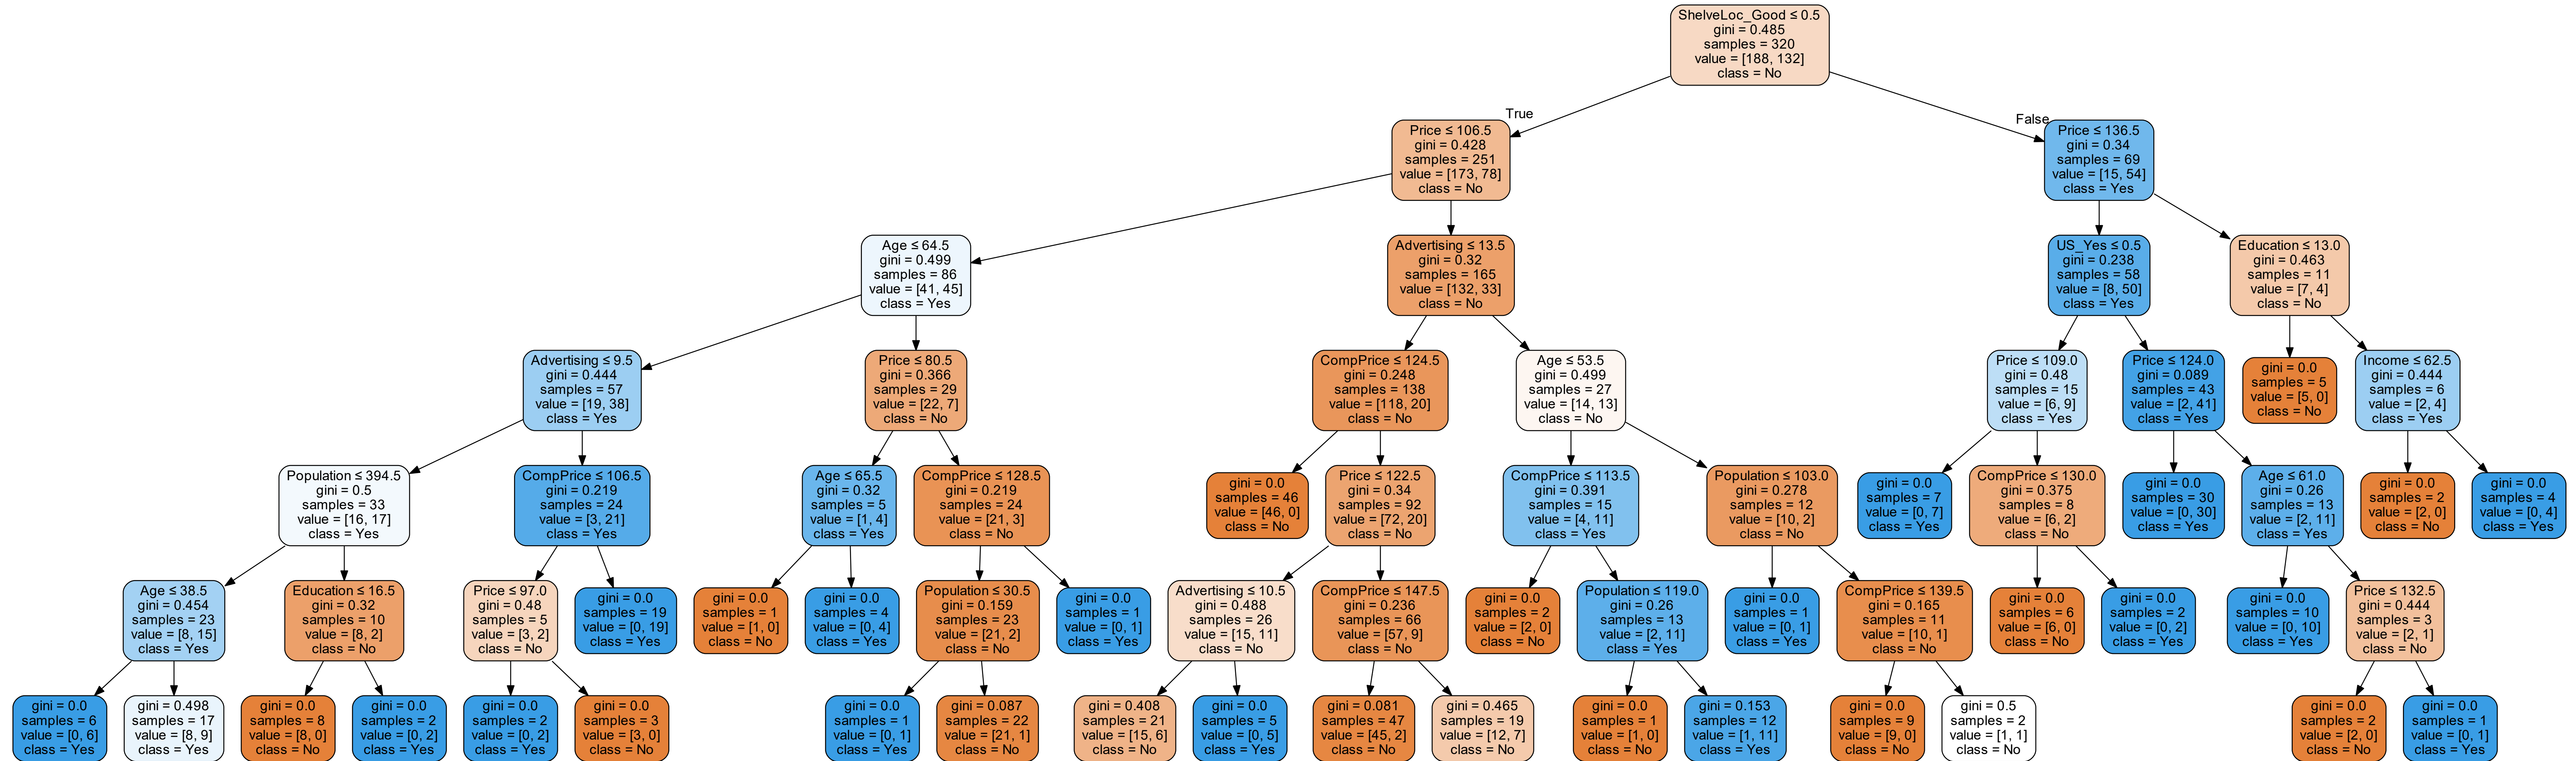 ShelveLoc_Good ≤ 0.5
gini = 0.485
samples = 320
value = [188, 132]
class = No
True
False
Price ≤ 106.5
gini = 0.428
samples = 251
value = [173, 78]
class = No
Price ≤ 136.5
gini = 0.34
samples = 69
value = [15, 54]
class = Yes
Age ≤ 64.5
gini = 0.499
samples = 86
value = [41, 45]
class = Yes
Advertising ≤ 13.5
gini = 0.32
samples = 165
value = [132, 33]
class = No
US_Yes ≤ 0.5
gini = 0.238
samples = 58
value = [8, 50]
class = Yes
Education ≤ 13.0
gini = 0.463
samples = 11
value = [7, 4]
class = No
Advertising ≤ 9.5
gini = 0.444
samples = 57
value = [19, 38]
class = Yes
Price ≤ 80.5
gini = 0.366
samples = 29
value = [22, 7]
class = No
CompPrice ≤ 124.5
gini = 0.248
samples = 138
value = [118, 20]
class = No
Age ≤ 53.5
gini = 0.499
samples = 27
value = [14, 13]
class = No
Price ≤ 109.0
gini = 0.48
samples = 15
value = [6, 9]
class = Yes
Price ≤ 124.0
gini = 0.089
samples = 43
value = [2, 41]
class = Yes
gini = 0.0
samples = 5
value = [5, 0]
class = No
Income ≤ 62.5
gini = 0.444
samples = 6
value = [2, 4]
class = Yes
Population ≤ 394.5
gini = 0.5
samples = 33
value = [16, 17]
class = Yes
CompPrice ≤ 106.5
gini = 0.219
samples = 24
value = [3, 21]
class = Yes
Age ≤ 65.5
gini = 0.32
samples = 5
value = [1, 4]
class = Yes
CompPrice ≤ 128.5
gini = 0.219
samples = 24
value = [21, 3]
class = No
gini = 0.0
samples = 46
value = [46, 0]
class = No
Price ≤ 122.5
gini = 0.34
samples = 92
value = [72, 20]
class = No
CompPrice ≤ 113.5
gini = 0.391
samples = 15
value = [4, 11]
class = Yes
Population ≤ 103.0
gini = 0.278
samples = 12
value = [10, 2]
class = No
gini = 0.0
samples = 7
value = [0, 7]
class = Yes
CompPrice ≤ 130.0
gini = 0.375
samples = 8
value = [6, 2]
class = No
gini = 0.0
samples = 30
value = [0, 30]
class = Yes
Age ≤ 61.0
gini = 0.26
samples = 13
value = [2, 11]
class = Yes
gini = 0.0
samples = 2
value = [2, 0]
class = No
gini = 0.0
samples = 4
value = [0, 4]
class = Yes
Age ≤ 38.5
gini = 0.454
samples = 23
value = [8, 15]
class = Yes
Education ≤ 16.5
gini = 0.32
samples = 10
value = [8, 2]
class = No
Price ≤ 97.0
gini = 0.48
samples = 5
value = [3, 2]
class = No
gini = 0.0
samples = 19
value = [0, 19]
class = Yes
gini = 0.0
samples = 1
value = [1, 0]
class = No
gini = 0.0
samples = 4
value = [0, 4]
class = Yes
Population ≤ 30.5
gini = 0.159
samples = 23
value = [21, 2]
class = No
gini = 0.0
samples = 1
value = [0, 1]
class = Yes
Advertising ≤ 10.5
gini = 0.488
samples = 26
value = [15, 11]
class = No
CompPrice ≤ 147.5
gini = 0.236
samples = 66
value = [57, 9]
class = No
gini = 0.0
samples = 2
value = [2, 0]
class = No
Population ≤ 119.0
gini = 0.26
samples = 13
value = [2, 11]
class = Yes
gini = 0.0
samples = 1
value = [0, 1]
class = Yes
CompPrice ≤ 139.5
gini = 0.165
samples = 11
value = [10, 1]
class = No
gini = 0.0
samples = 6
value = [6, 0]
class = No
gini = 0.0
samples = 2
value = [0, 2]
class = Yes
gini = 0.0
samples = 10
value = [0, 10]
class = Yes
Price ≤ 132.5
gini = 0.444
samples = 3
value = [2, 1]
class = No
gini = 0.0
samples = 6
value = [0, 6]
class = Yes
gini = 0.498
samples = 17
value = [8, 9]
class = Yes
gini = 0.0
samples = 8
value = [8, 0]
class = No
gini = 0.0
samples = 2
value = [0, 2]
class = Yes
gini = 0.0
samples = 2
value = [0, 2]
class = Yes
gini = 0.0
samples = 3
value = [3, 0]
class = No
gini = 0.0
samples = 1
value = [0, 1]
class = Yes
gini = 0.087
samples = 22
value = [21, 1]
class = No
gini = 0.408
samples = 21
value = [15, 6]
class = No
gini = 0.0
samples = 5
value = [0, 5]
class = Yes
gini = 0.081
samples = 47
value = [45, 2]
class = No
gini = 0.465
samples = 19
value = [12, 7]
class = No
gini = 0.0
samples = 1
value = [1, 0]
class = No
gini = 0.153
samples = 12
value = [1, 11]
class = Yes
gini = 0.0
samples = 9
value = [9, 0]
class = No
gini = 0.5
samples = 2
value = [1, 1]
class = No
gini = 0.0
samples = 2
value = [2, 0]
class = No
gini = 0.0
samples = 1
value = [0, 1]
class = Yes